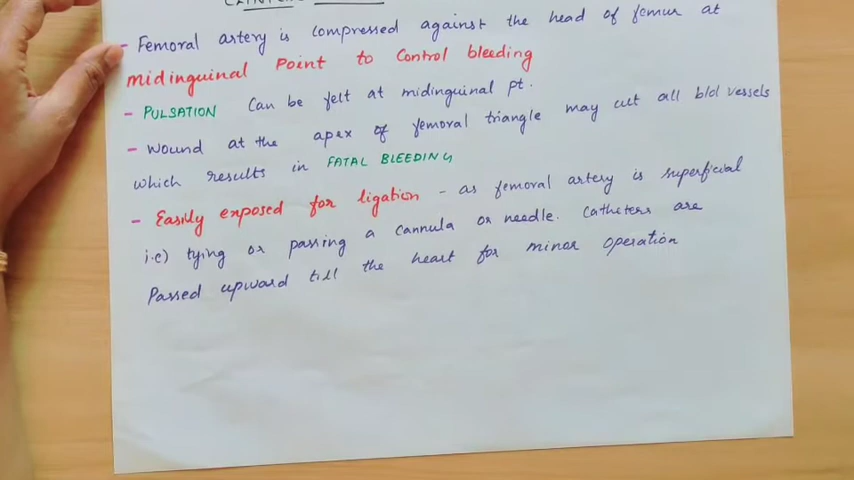 - Femoral artery is compressed against the head of femur at
midinguinal Point to Control bleeding
- PULSATION Can be felt at midinguinal pt.
- Wound at the apex of femoral triangle may cut all bld vessels
which results in FATAL BLEEDING
- Easily exposed for ligation - as femoral artery is superficial
i.e) tying or passing a cannula or needle. Catheters are
Passed upward till the heart for minor operation